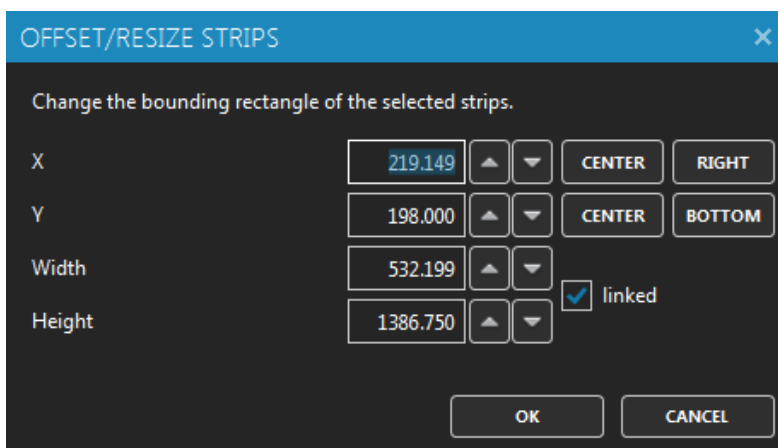 OFFSET/RESIZE STRIPS
Change the bounding rectangle of the selected strips.
X 219.149 CENTER RIGHT
Y 198.000 CENTER BOTTOM
Width 532.199
linked
Height 1386.750
OK CANCEL